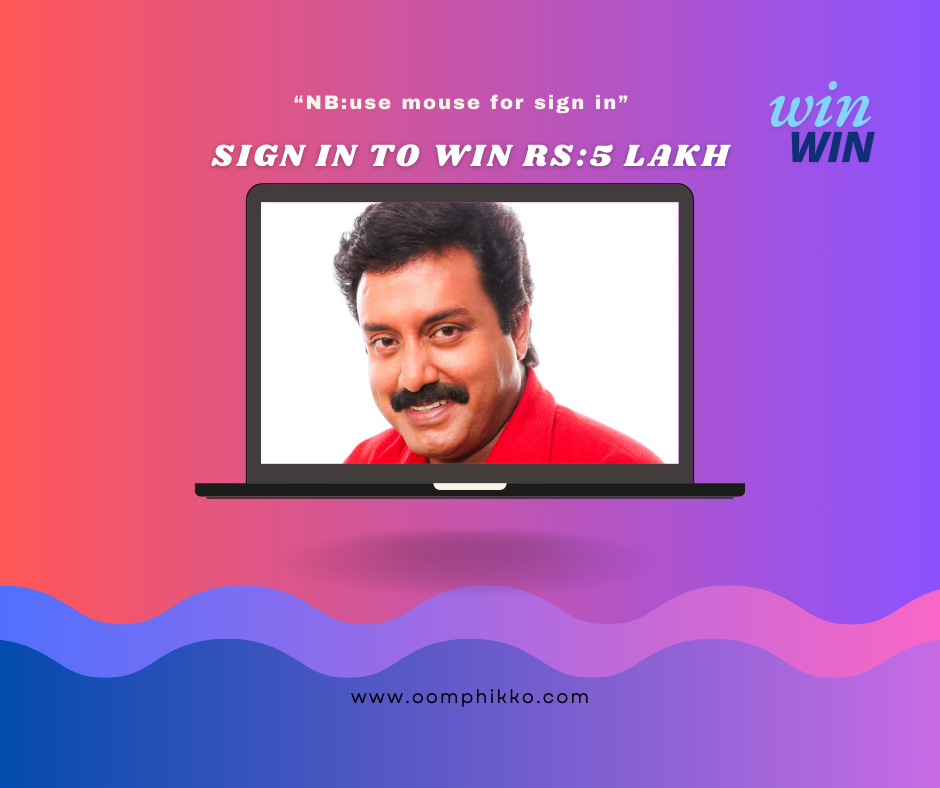 “NB:use mouse for sign in”
SIGN IN TO WIN RS:5 LAKH
win
WIN
www.oomphikko.com